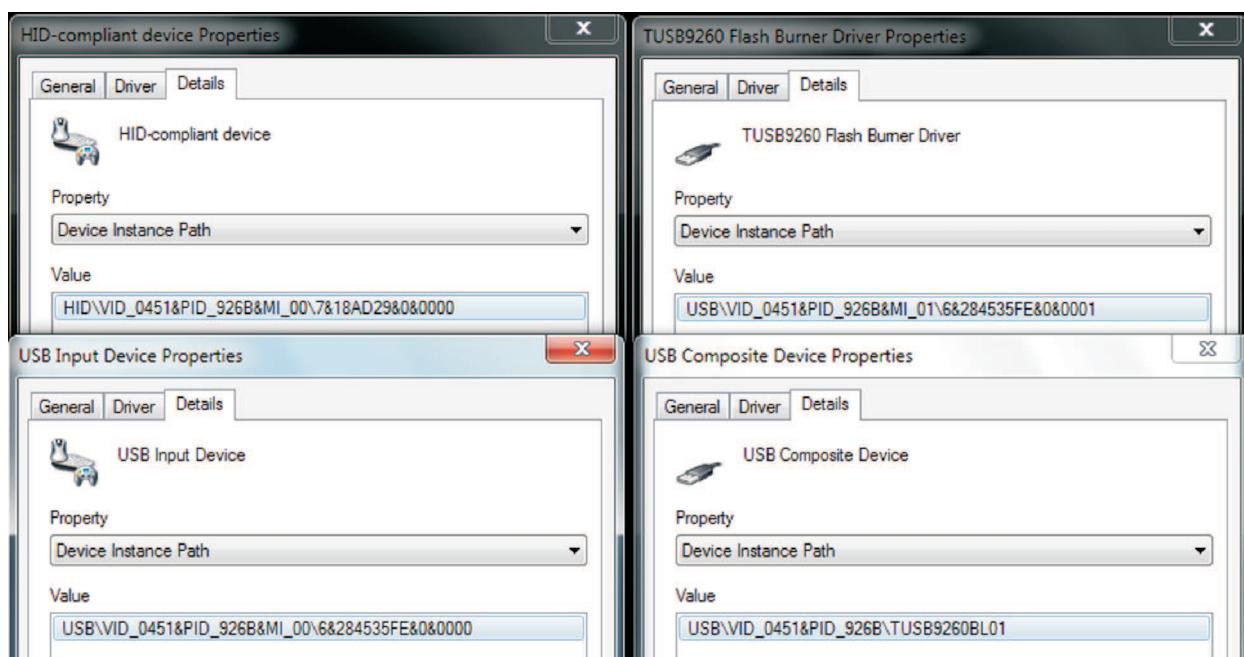 HID-compliant device Properties
General Driver Details
HID-compliant device
Property
Device Instance Path
Value
HID\VID_0451&PID_926B&MI_00\7&18AD29&0&0000
TUSB9260 Flash Burner Driver Properties
General Driver Details
TUSB9260 Flash Burner Driver
Property
Device Instance Path
Value
USB\VID_0451&PID_926B&MI_01\6&284535FE&0&0001
USB Input Device Properties
General Driver Details
USB Input Device
Property
Device Instance Path
Value
USB\VID_0451&PID_926B&MI_00\6&284535FE&0&0000
USB Composite Device Properties
General Driver Details
USB Composite Device
Property
Device Instance Path
Value
USB\VID_0451&PID_926B\TUSB9260BL01